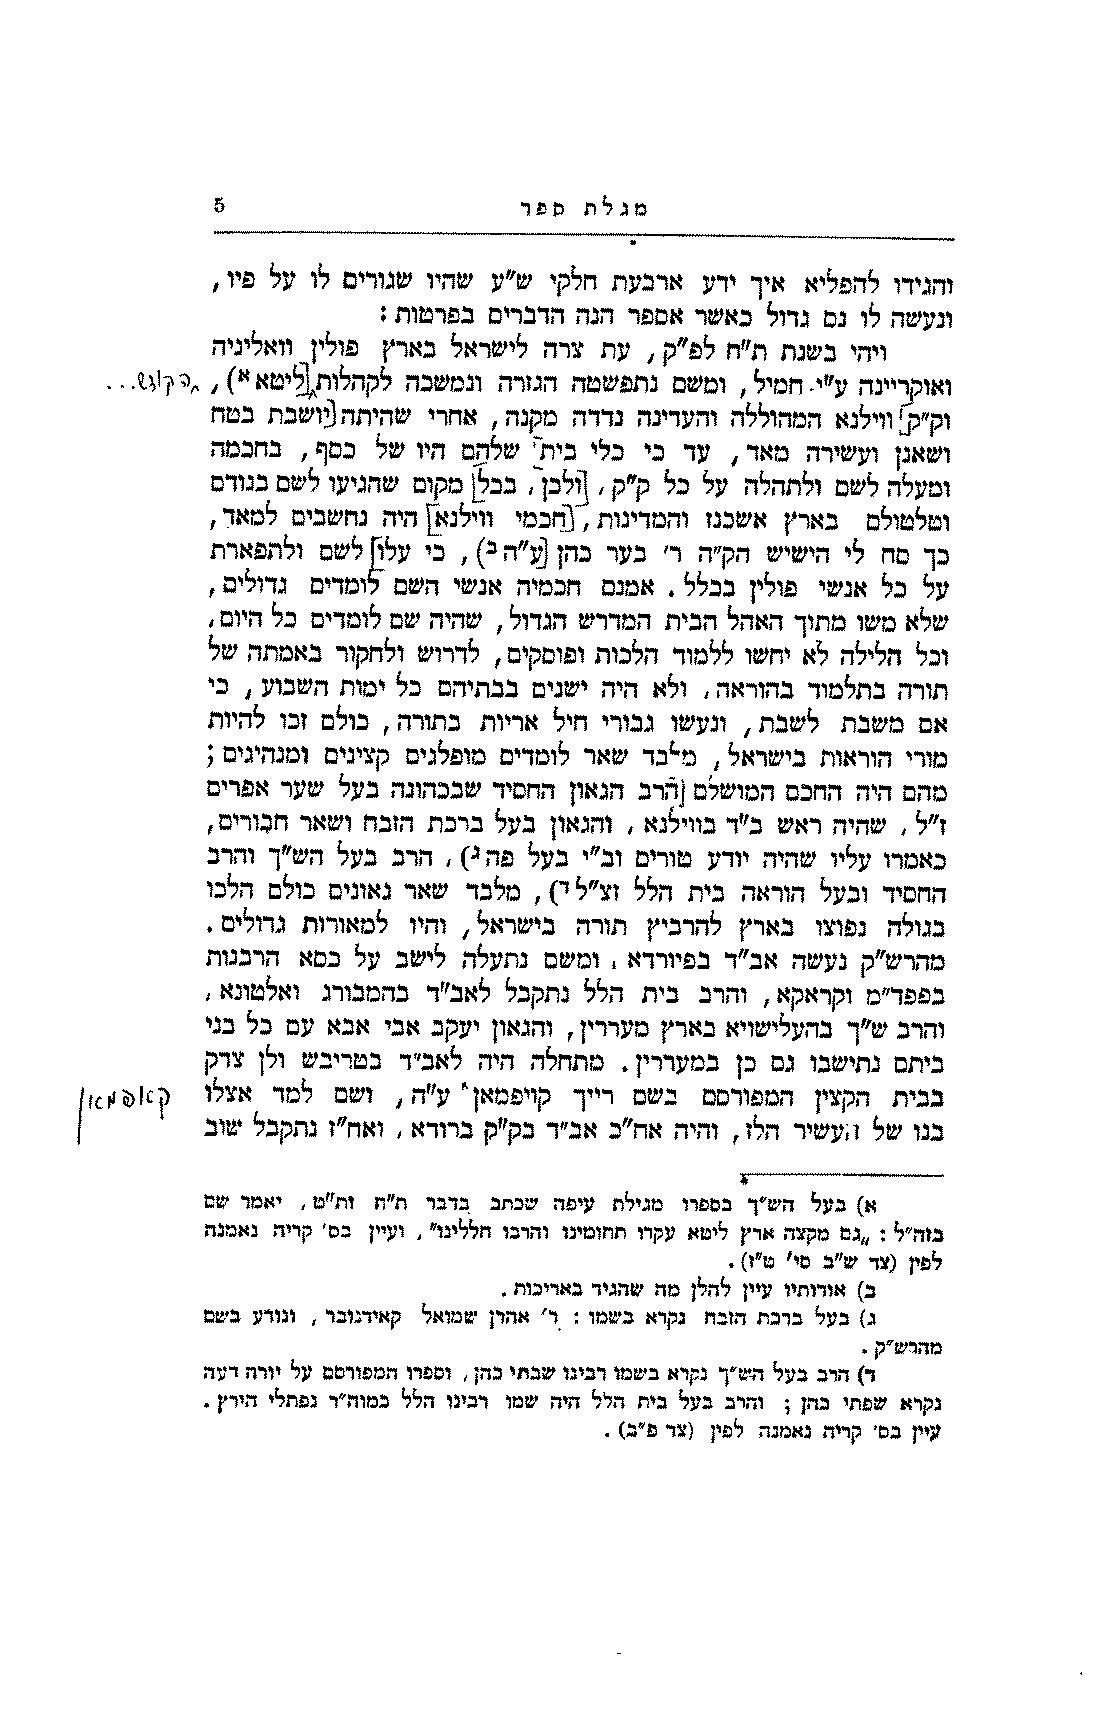 מגלת ספר
5
והגידו להפליא איך ידע ארבעת חלקי ש"ע שהיו שגורים לו על פיו,
ונעשה לו נס גדול כאשר אספר הנה הדברים בפרטות :
ויהי בשנת ת"ח לפ"ק, עת צרה לישראל בארץ פולין וואליניה
ואוקריינה ע"י חמיל, ומשם נתפשטה הגזרה ונמשכה לקהלות [ליטא א), הקודש...
וק"ק] ווילנא המהוללה והעדינה נדדה מקנה, אחרי שהיתה [יושבת בטח
ושאנן ועשירה מאד, עד כי כלי בית שלהם היו של כסף, בחכמה
ומעלה לשם ולתהלה על כל ק"ק, [ולכן, בכל] מקום שהגיעו לשם בנודם
וטלטולם בארץ אשכנז והמדינות, [חכמי ווילנא] היה נחשבים למאד,
כך סח לי הישיש הק"ה ר' בער כהן [ע"ה ב), כי עלו] לשם ולתפארת
על כל אנשי פולין בכלל. אמנם חכמיה אנשי השם לומדים גדולים,
שלא משו מתוך האהל הבית המדרש הגדול, שהיה שם לומדים כל היום,
וכל הלילה לא יחשו ללמוד הלכות ופוסקים, לדרוש ולחקור באמתה של
תורה בתלמוד בהוראה, ולא היה ישנים בבתיהם כל ימות השבוע, כי
אם משבת לשבת, ונעשו גבורי חיל אריות בתורה, כולם זכו להיות
מורי הוראות בישראל, מלבד שאר לומדים מופלגים קצינים ומנהיגים;
מהם היה החכם המושלם [הרב הגאון החסיד שבכהונה בעל שער אפרים
ז"ל, שהיה ראש ב"ד בווילנא, והגאון בעל ברכת הזבח ושאר חבורים,
כאמרו עליו שהיה יודע טורים וב"י בעל פה ג), הרב בעל הש"ך והרב
החסיד ובעל הוראה בית הלל זצ"ל ד), מלבד שאר גאונים כולם הלכו
בגולה נפוצו בארץ להרביץ תורה בישראל, והיו למאורות גדולים.
מהרש"ק נעשה אב"ד בפיורדא, ומשם נתעלה לישב על כסא הרבנות
בפפד"מ וקראקא, והרב בית הלל נתקבל לאב"ד בהמבורג ואלטונא,
והרב ש"ך בהעלישויא בארץ מעררין, והגאון יעקב אבי אבא עם כל בני
ביתם נתישבו גם כן במעררין. מתחלה היה לאב"ד בטריבש ולן צדק
בבית הקצין המפורסם בשם רייך קויפמאן ע"ה, ושם למד אצלו קאופמאן
בנו של העשיר הלז, והיה אח"כ אב"ד בק"ק ברודא, ואח"ז נתקבל שוב
א) בעל הש"ך בספרו מגילת עיפה שכתב בדבר ת"ח ות"ט, יאמר שם
בזה"ל : „גם מקצה ארץ ליטא עקרו תחומינו והרבו חללינו", ועיין בס' קריה נאמנה
לפין (צד ש"ב סי' ט"ז).
ב) אודותיו עיין להלן מה שהגיד באריכות.
ג) בעל ברכת הזבח נקרא בשמו : ר' אהרן שמואל קאידנובר, ונודע בשם
מהרש"ק.
ד) הרב בעל הש"ך נקרא בשמו רבינו שבתי כהן, וספרו המפורסם על יורה דעה
נקרא שפתי כהן ; והרב בעל בית הלל היה שמו רבינו הלל במוה"ר נפתלי הירץ.
עיין בס' קריה נאמנה לפין (צד פ"ב).